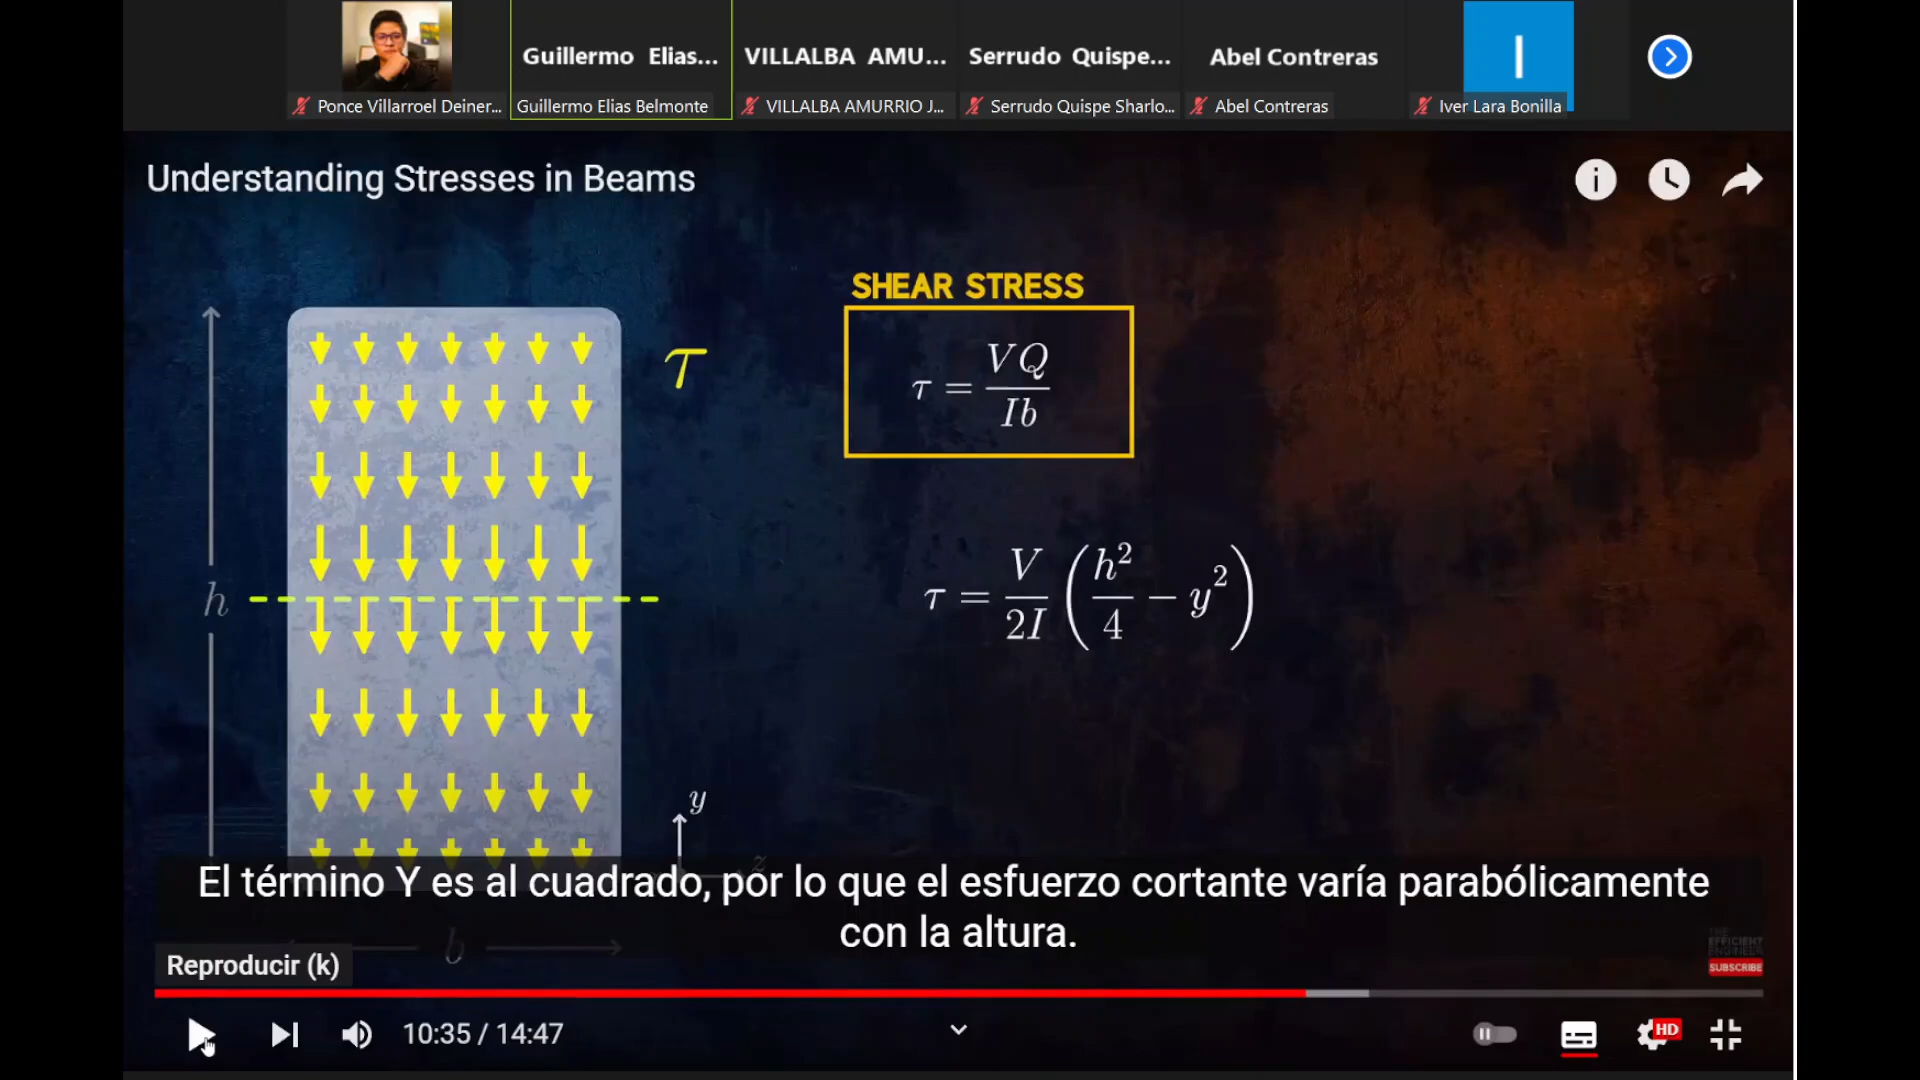 Guillermo Elias...
VILLALBA AMU...
Serrudo Quispe...
Abel Contreras
I
Ponce Villarroel Deiner...
Guillermo Elias Belmonte
VILLALBA AMURRIO J...
Serrudo Quispe Sharlo...
Abel Contreras
Iver Lara Bonilla
Understanding Stresses in Beams
SHEAR STRESS
τ = VQ / Ib
τ
τ = V/2I (h²/4 − y²)
h
y
z
El término Y es al cuadrado, por lo que el esfuerzo cortante varía parabólicamente
con la altura.
b
THE
EFFICIENT
ENGINEER
SUBSCRIBE
Reproducir (k)
10:35 / 14:47
HD